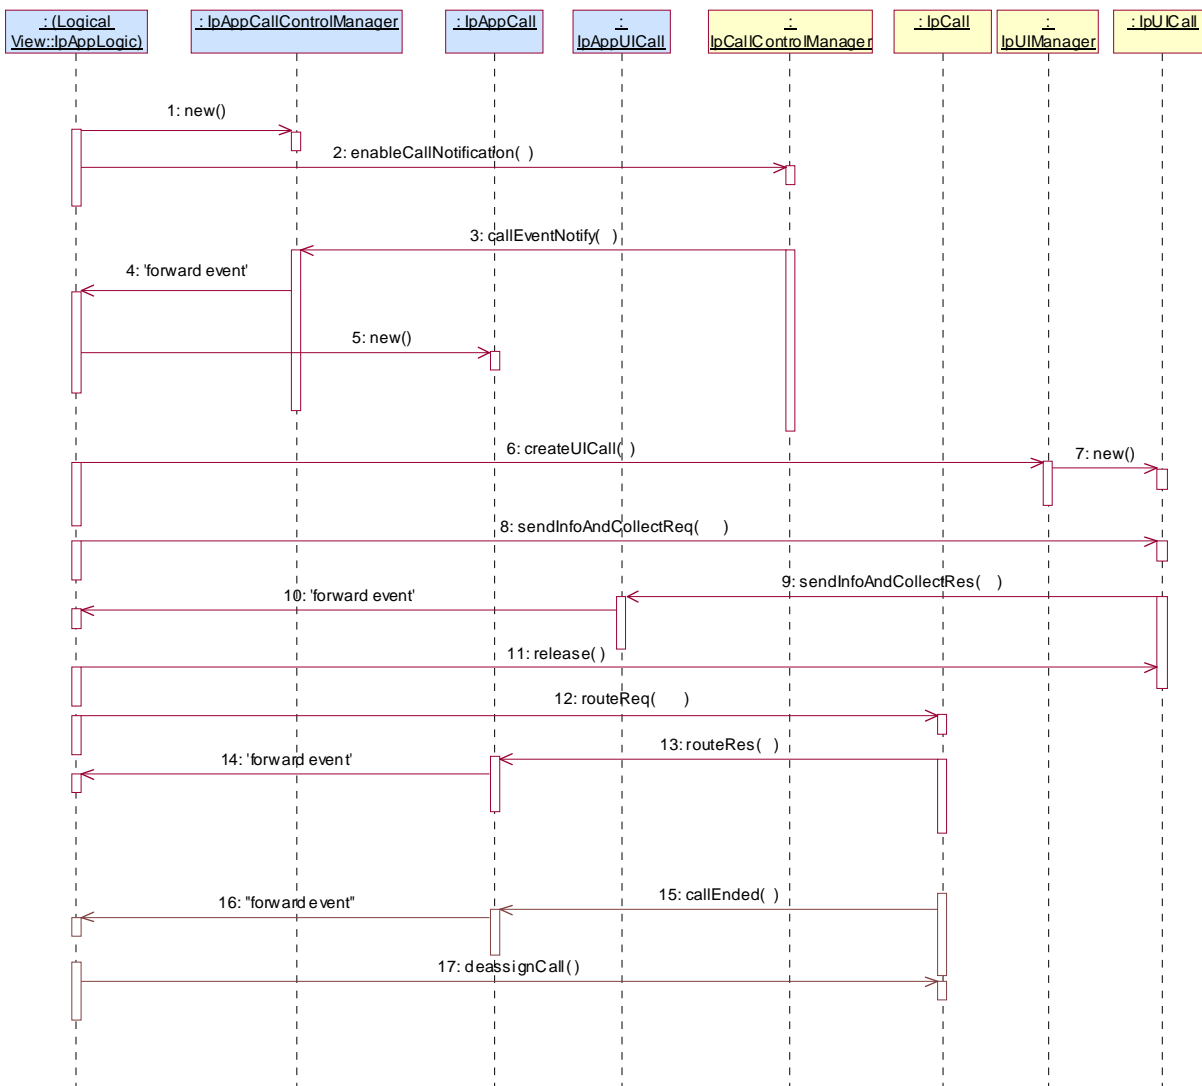 : (Logical
View::IpAppLogic)
: IpAppCallControlManager
: IpAppCall
:
IpAppUICall
:
IpCallControlManager
: IpCall
:
IpUIManager
: IpUICall
1: new()
2: enableCallNotification( )
3: callEventNotify( )
4: 'forward event'
5: new()
6: createUICall( )
7: new()
8: sendInfoAndCollectReq( )
9: sendInfoAndCollectRes( )
10: 'forward event'
11: release( )
12: routeReq( )
13: routeRes( )
14: 'forward event'
15: callEnded( )
16: "forward event"
17: deassignCall( )